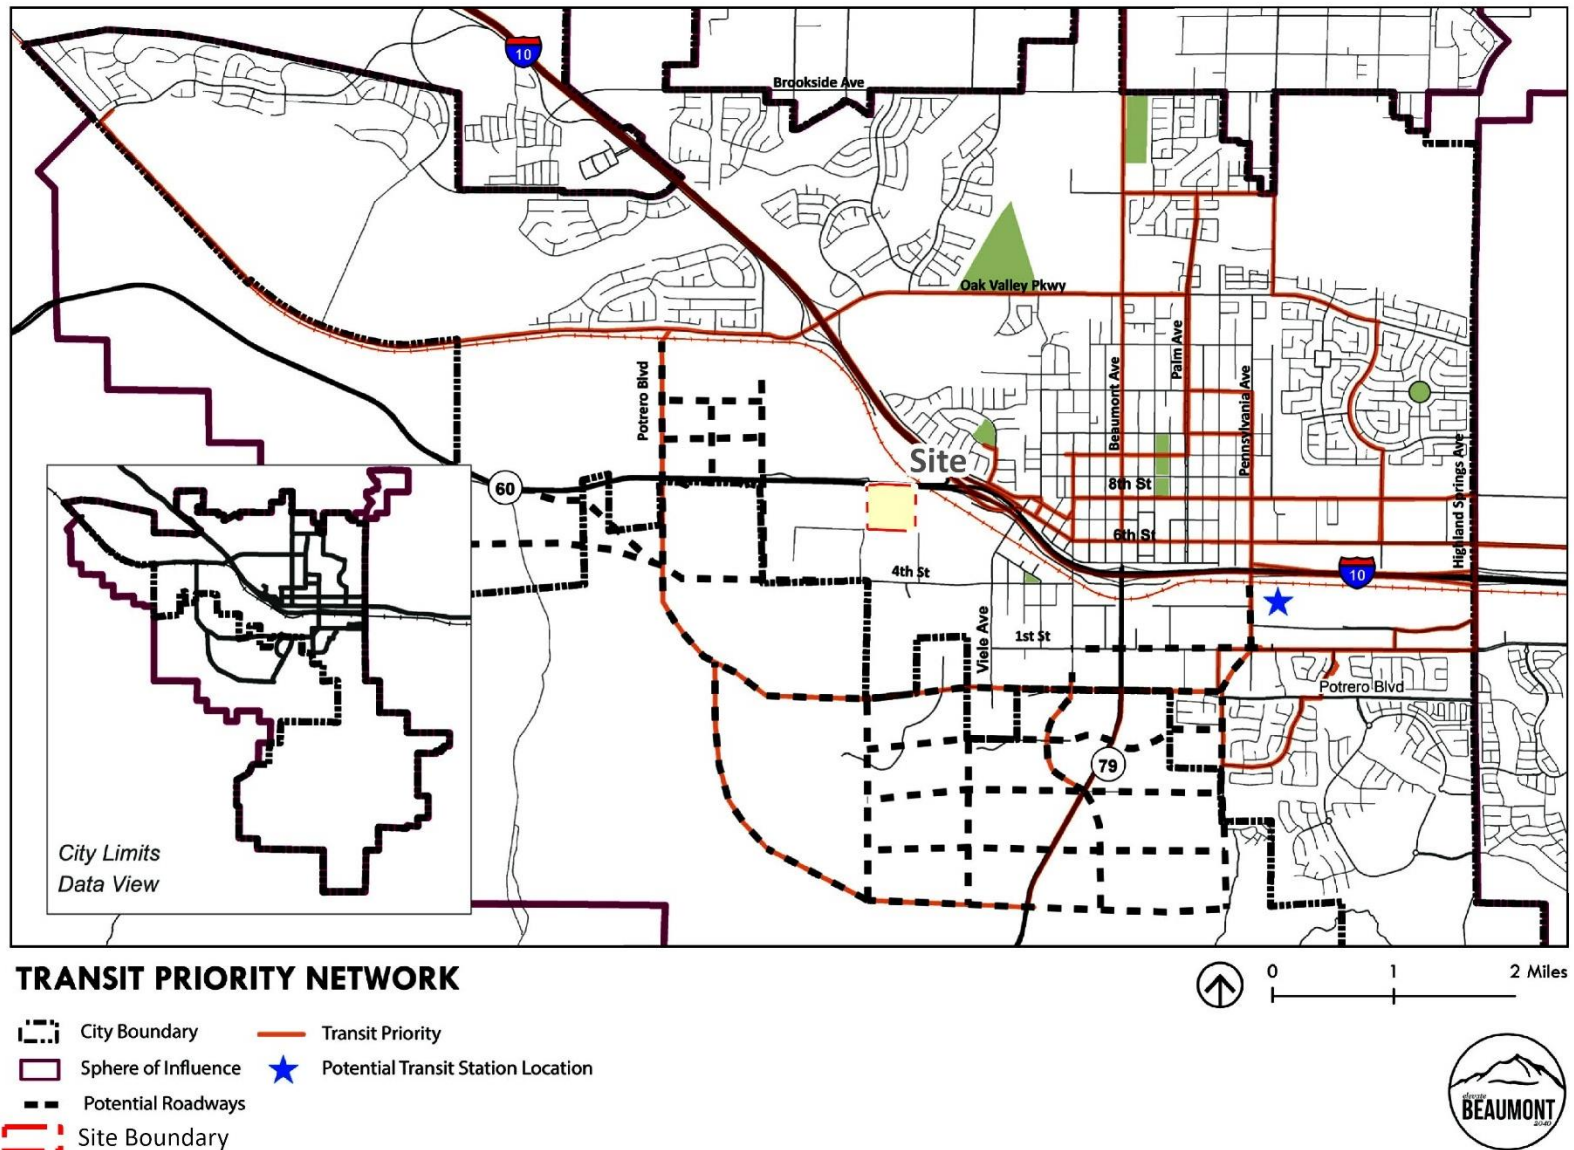 10
Brookside Ave
Oak Valley Pkwy
Potrero Blvd
Beaumont Ave
Palm Ave
Pennsylvania Ave
Highland Springs Ave
Site
60
8th St
6th St
10
4th St
Viele Ave
1st St
Potrero Blvd
79
City Limits
Data View
TRANSIT PRIORITY NETWORK
0 1 2 Miles
City Boundary
Transit Priority
Sphere of Influence
Potential Transit Station Location
Potential Roadways
Site Boundary
elevate
BEAUMONT
2040